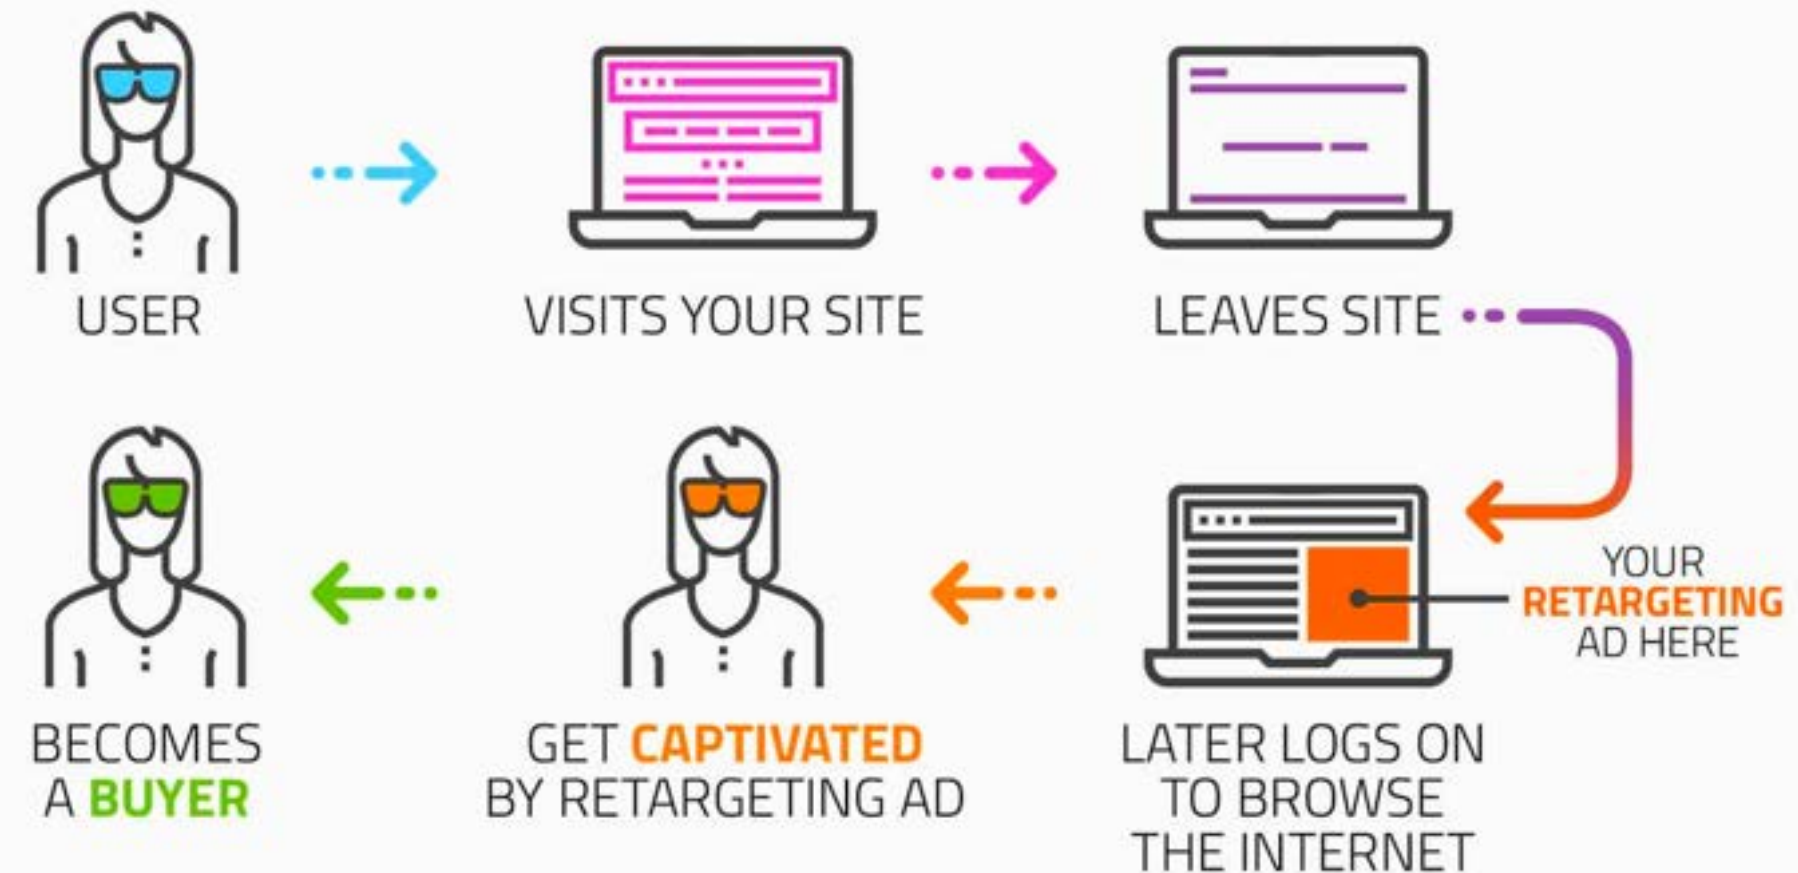 USER
VISITS YOUR SITE
LEAVES SITE
YOUR
RETARGETING
AD HERE
LATER LOGS ON
TO BROWSE
THE INTERNET
GET CAPTIVATED
BY RETARGETING AD
BECOMES
A BUYER